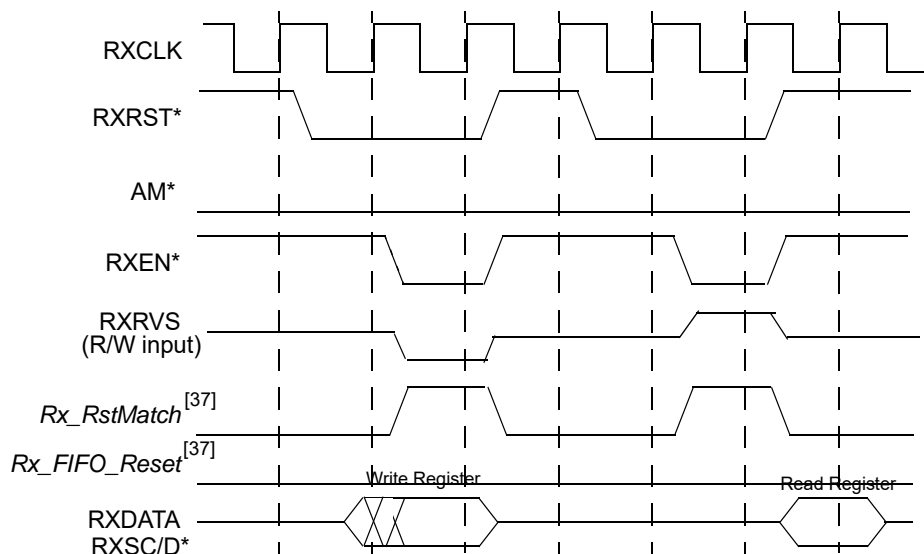 RXCLK
RXRST*
AM*
RXEN*
RXRVS
(R/W input)
Rx_RstMatch[37]
Rx_FIFO_Reset[37]
Write Register
Read Register
RXDATA
RXSC/D*